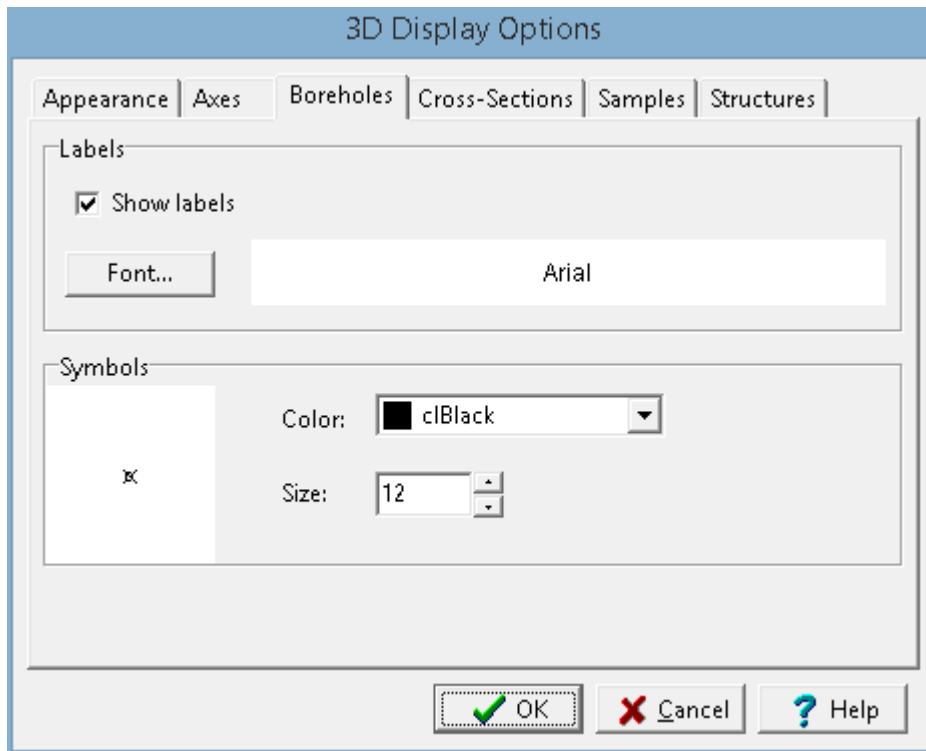 3D Display Options
Appearance Axes Boreholes Cross-Sections Samples Structures
Labels
Show labels
Font... Arial
Symbols
Color: clBlack
Size: 12
OK Cancel Help